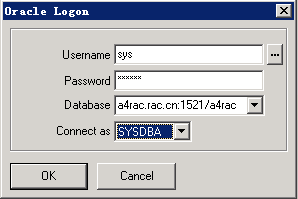 Oracle Logon
Username sys ...
Password ******
Database a4rac.rac.cn:1521/a4rac
Connect as SYSDBA
OK Cancel